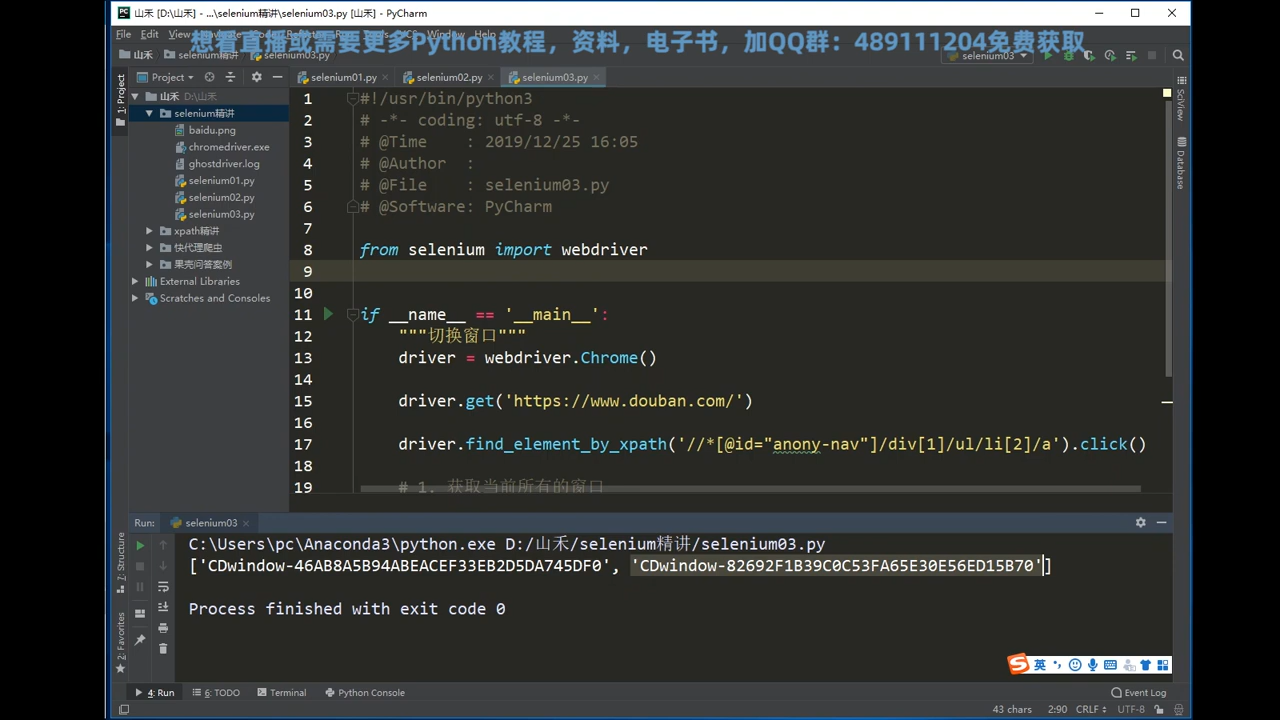 山禾 [D:\山禾] - ...\selenium精讲\selenium03.py [山禾] - PyCharm
File Edit View
Window Help
想看直播或需要更多Python教程，资料，电子书，加QQ群：489111204免费获取
山禾 selenium精讲 selenium03.py
selenium03
1: Project
Project
selenium01.py
selenium02.py
selenium03.py
山禾 D:\山禾
selenium精讲
baidu.png
chromedriver.exe
ghostdriver.log
selenium01.py
selenium02.py
selenium03.py
xpath精讲
快代理爬虫
果壳问答案例
External Libraries
Scratches and Consoles
1 #!/usr/bin/python3
2 # -*- coding: utf-8 -*-
3 # @Time    : 2019/12/25 16:05
4 # @Author  :
5 # @File    : selenium03.py
6 # @Software: PyCharm
7
8 from selenium import webdriver
9
10
11 if __name__ == '__main__':
12 """切换窗口"""
13 driver = webdriver.Chrome()
14
15 driver.get('https://www.douban.com/')
16
17 driver.find_element_by_xpath('//*[@id="anony-nav"]/div[1]/ul/li[2]/a').click()
18
19 # 1. 获取当前所有的窗口
SciView
Database
Run: selenium03
C:\Users\pc\Anaconda3\python.exe D:/山禾/selenium精讲/selenium03.py
['CDwindow-46AB8A5B94ABEACEF33EB2D5DA745DF0', 'CDwindow-82692F1B39C0C53FA65E30E56ED15B70']
Process finished with exit code 0
7: Structure
2: Favorites
英
4: Run 6: TODO Terminal Python Console Event Log
43 chars 2:90 CRLF UTF-8